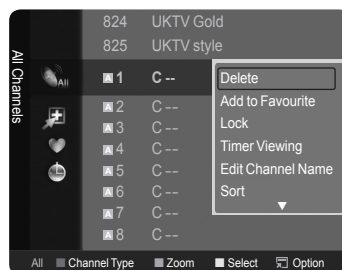 824 UKTV Gold
825 UKTV style
All Channels
All
A 1 C --
A 2 C --
A 3 C --
A 4 C --
A 5 C --
A 6 C --
A 7 C --
A 8 C --
Delete
Add to Favourite
Lock
Timer Viewing
Edit Channel Name
Sort
All Channel Type Zoom Select Option